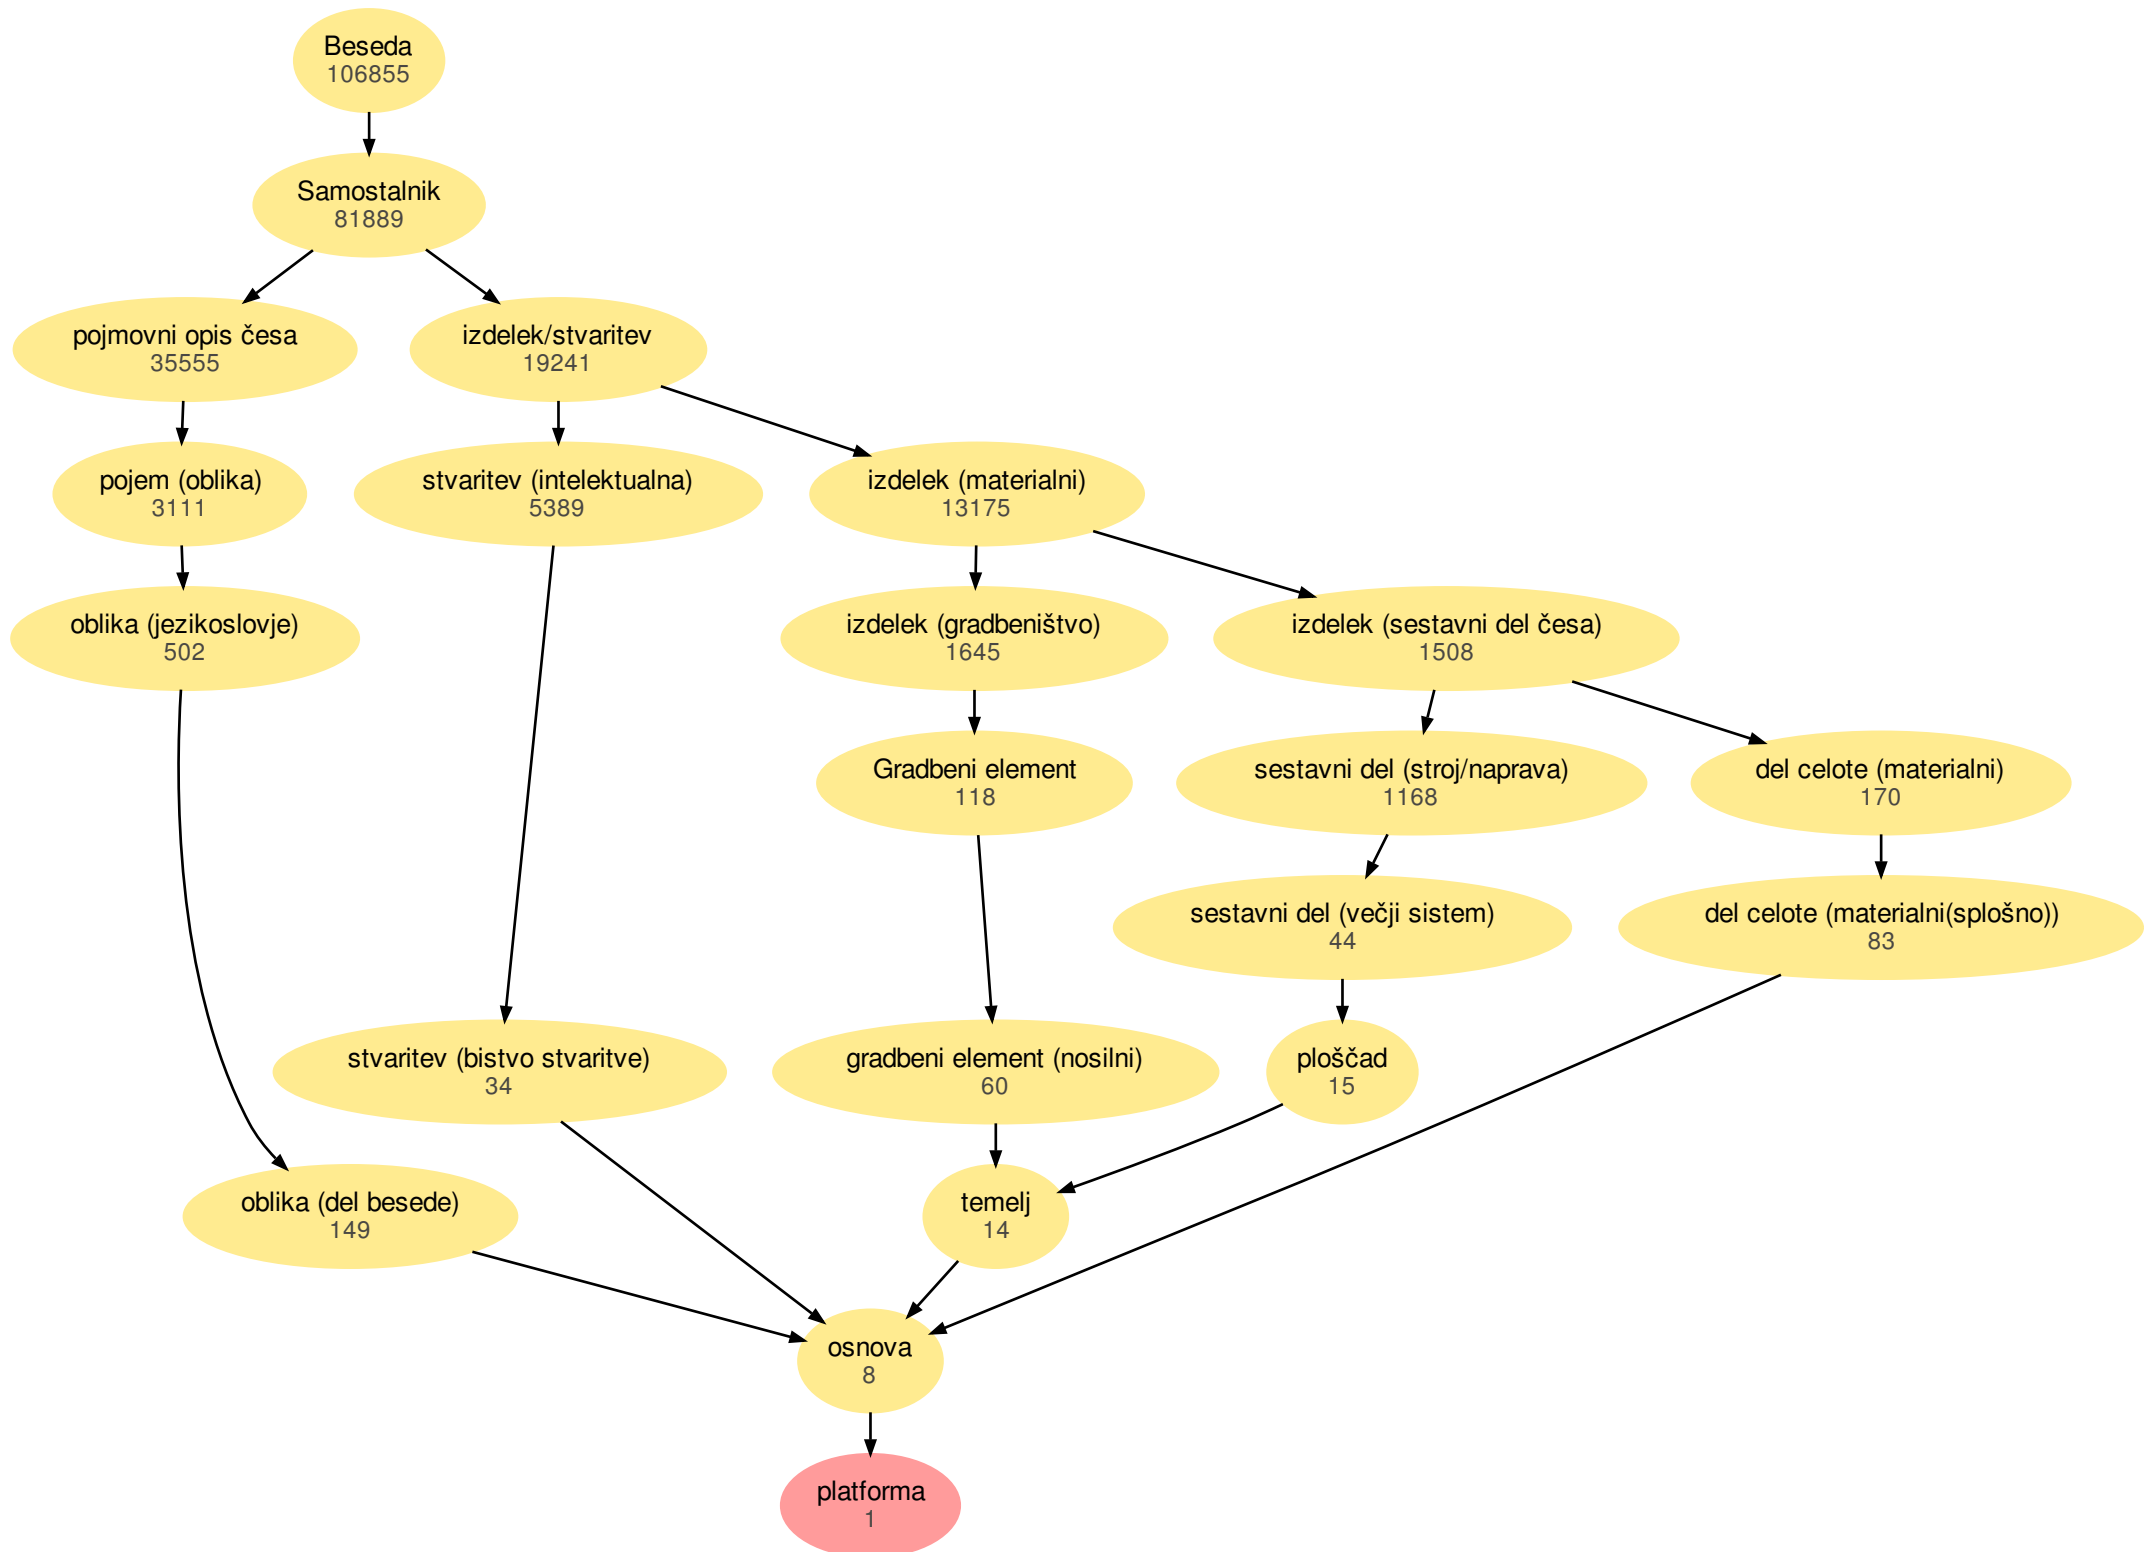 Beseda
106855
Samostalnik
81889
pojmovni opis česa
35555
izdelek/stvaritev
19241
pojem (oblika)
3111
stvaritev (intelektualna)
5389
izdelek (materialni)
13175
oblika (jezikoslovje)
502
izdelek (gradbeništvo)
1645
izdelek (sestavni del česa)
1508
Gradbeni element
118
sestavni del (stroj/naprava)
1168
del celote (materialni)
170
sestavni del (večji sistem)
44
del celote (materialni(splošno))
83
stvaritev (bistvo stvaritve)
34
gradbeni element (nosilni)
60
ploščad
15
oblika (del besede)
149
temelj
14
osnova
8
platforma
1